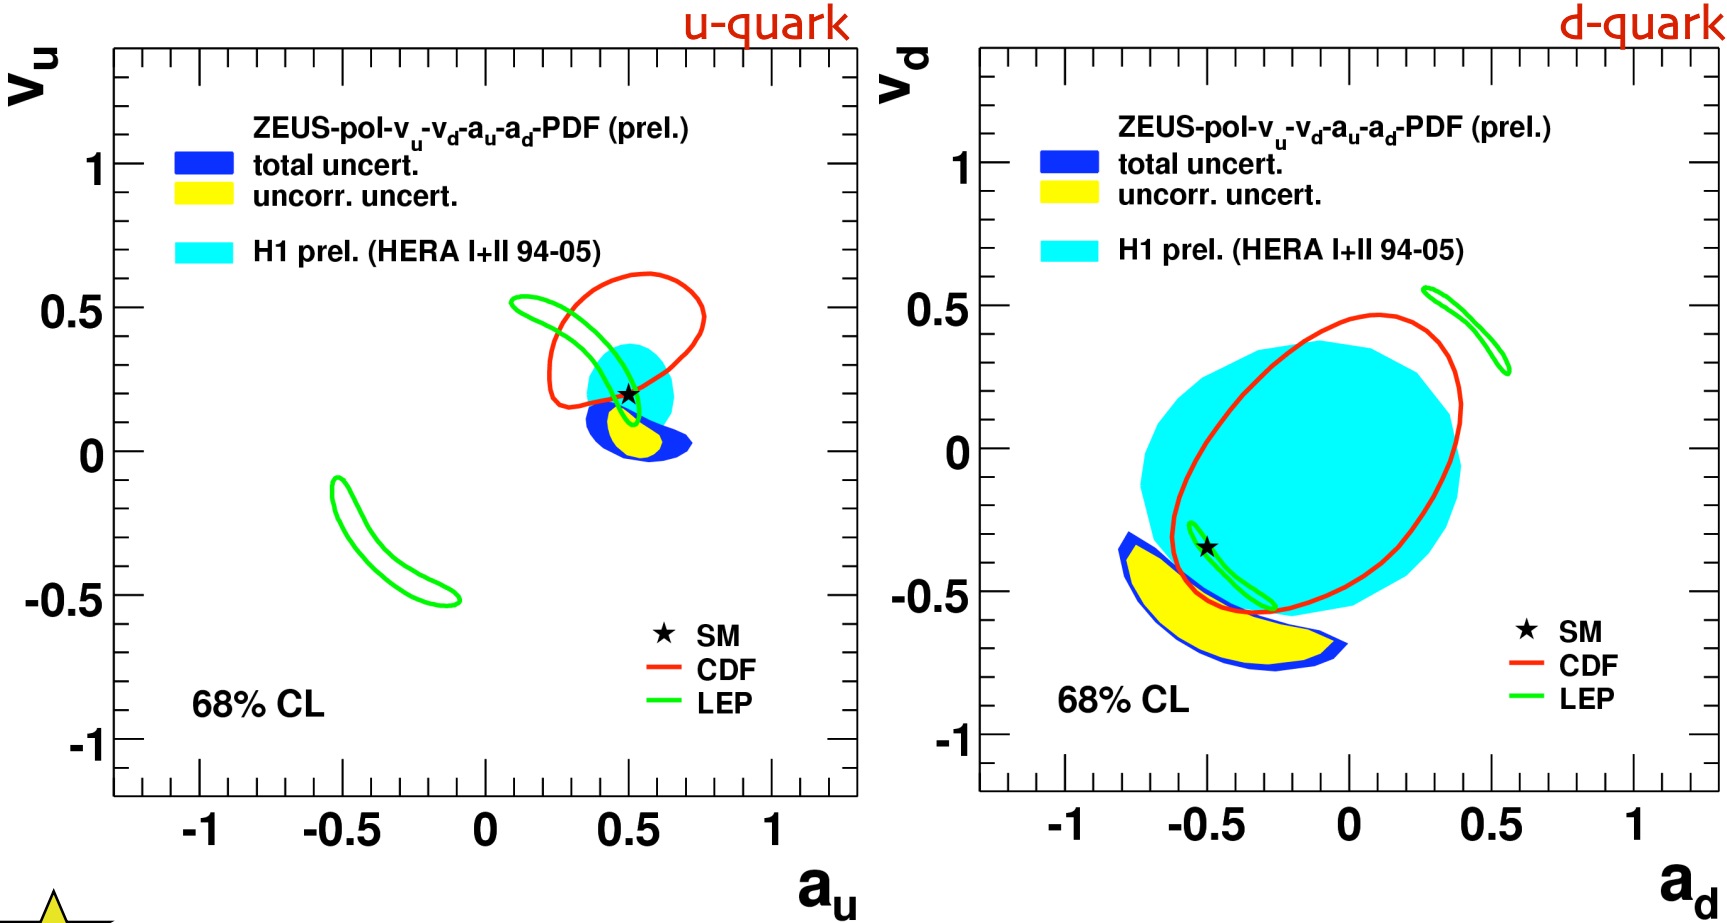 u-quark
v_u
ZEUS-pol-v_u-v_d-a_u-a_d-PDF (prel.)
total uncert.
uncorr. uncert.
H1 prel. (HERA I+II 94-05)
1
0.5
0
-0.5
-1
SM
CDF
LEP
68% CL
-1 -0.5 0 0.5 1
a_u
d-quark
v_d
ZEUS-pol-v_u-v_d-a_u-a_d-PDF (prel.)
total uncert.
uncorr. uncert.
H1 prel. (HERA I+II 94-05)
1
0.5
0
-0.5
-1
SM
CDF
LEP
68% CL
-1 -0.5 0 0.5 1
a_d